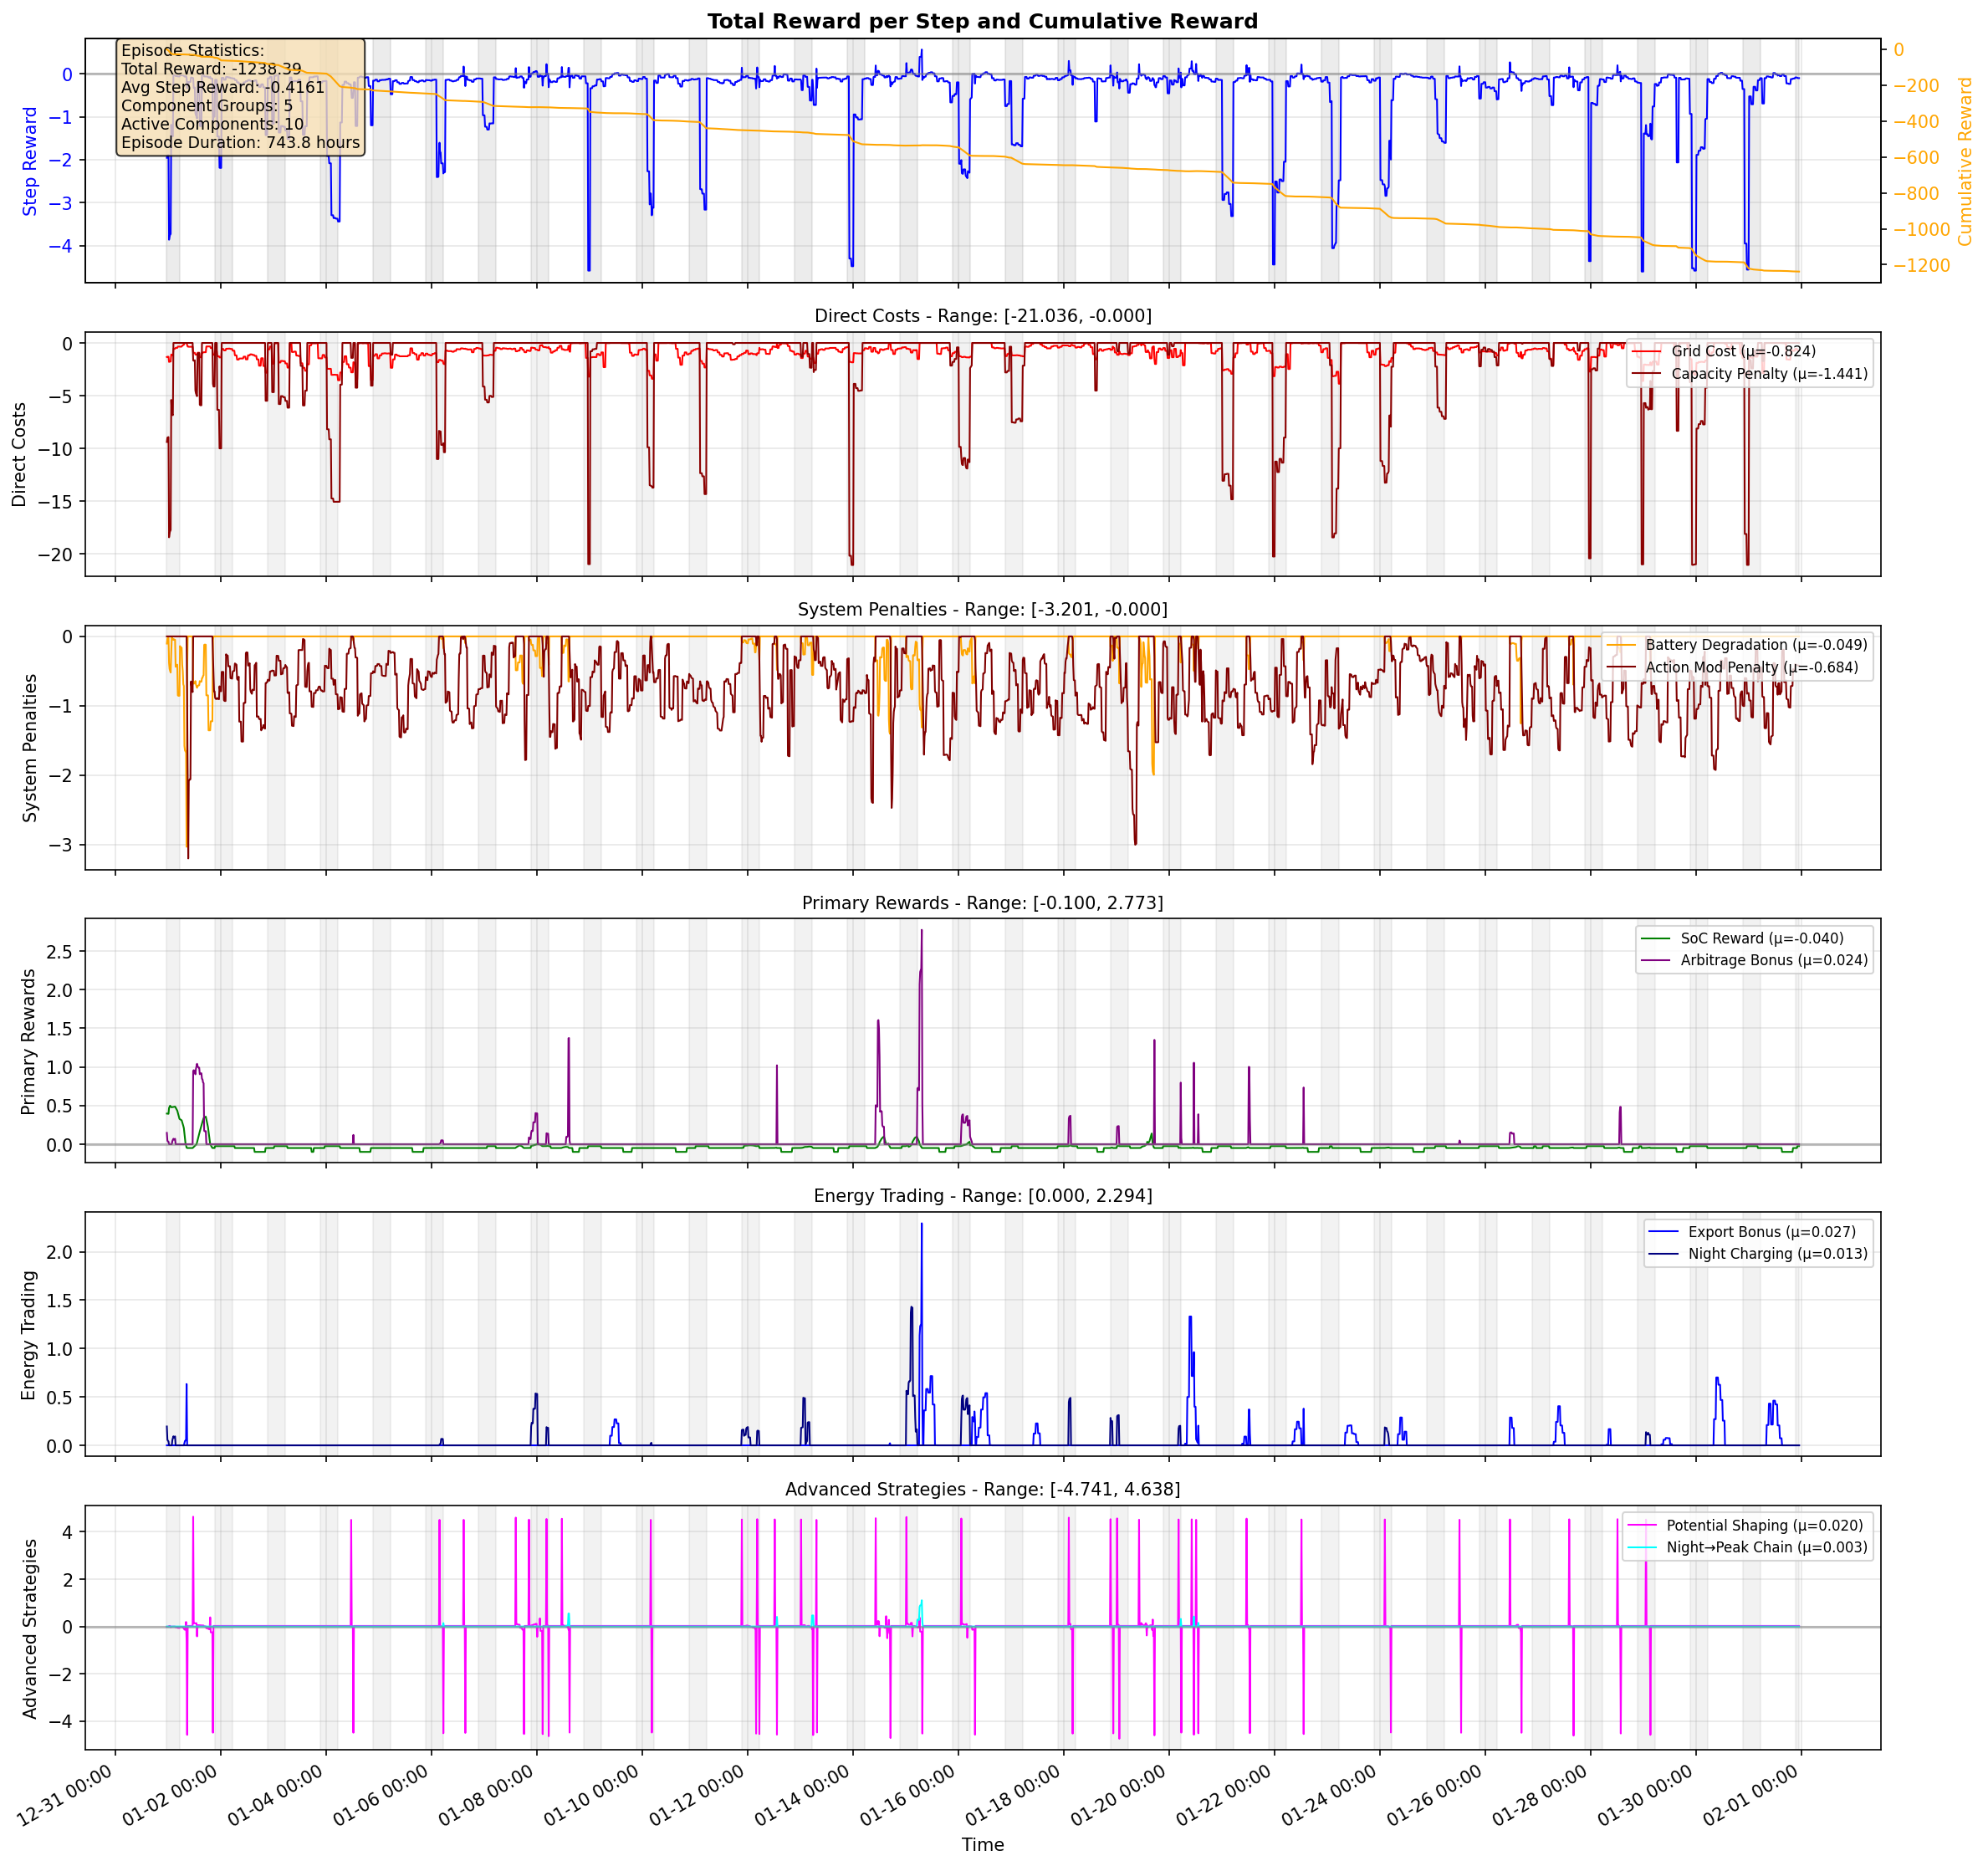 Total Reward per Step and Cumulative Reward
Episode Statistics:
Total Reward: -1238.39
Avg Step Reward: -0.4161
Component Groups: 5
Active Components: 10
Episode Duration: 743.8 hours
Step Reward
0
−1
−2
−3
−4
Cumulative Reward
0
−200
−400
−600
−800
−1000
−1200
Direct Costs - Range: [-21.036, -0.000]
Direct Costs
0
−5
−10
−15
−20
Grid Cost (μ=-0.824)
Capacity Penalty (μ=-1.441)
System Penalties - Range: [-3.201, -0.000]
System Penalties
0
−1
−2
−3
Battery Degradation (μ=-0.049)
Action Mod Penalty (μ=-0.684)
Primary Rewards - Range: [-0.100, 2.773]
Primary Rewards
2.5
2.0
1.5
1.0
0.5
0.0
SoC Reward (μ=-0.040)
Arbitrage Bonus (μ=0.024)
Energy Trading - Range: [0.000, 2.294]
Energy Trading
2.0
1.5
1.0
0.5
0.0
Export Bonus (μ=0.027)
Night Charging (μ=0.013)
Advanced Strategies - Range: [-4.741, 4.638]
Advanced Strategies
4
2
0
−2
−4
Potential Shaping (μ=0.020)
Night→Peak Chain (μ=0.003)
12-31 00:00
01-02 00:00
01-04 00:00
01-06 00:00
01-08 00:00
01-10 00:00
01-12 00:00
01-14 00:00
01-16 00:00
01-18 00:00
01-20 00:00
01-22 00:00
01-24 00:00
01-26 00:00
01-28 00:00
01-30 00:00
02-01 00:00
Time